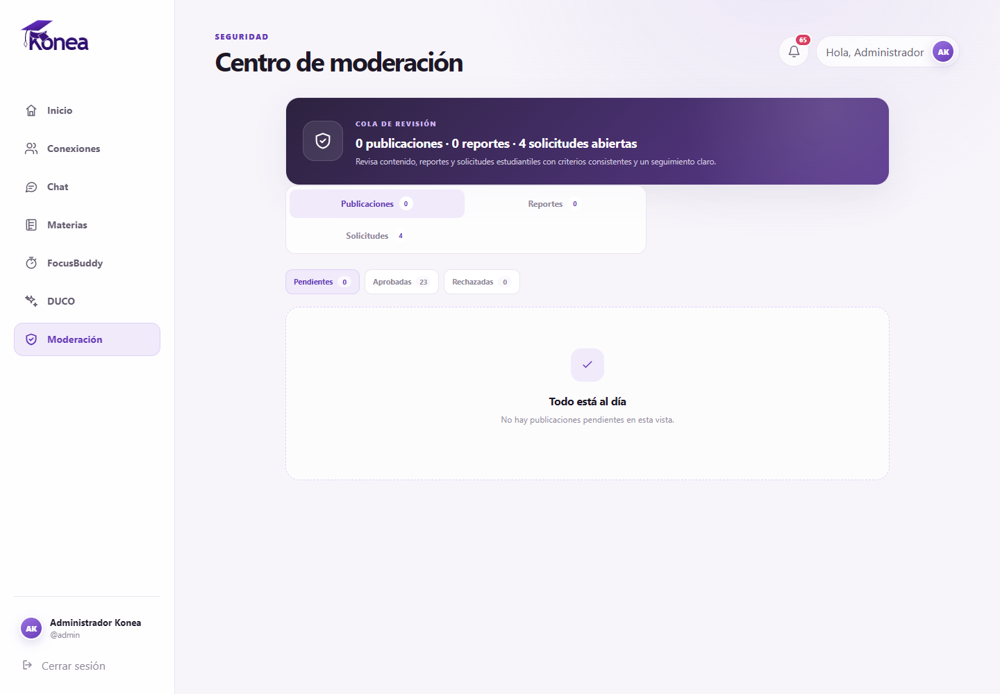 Konea
Inicio
Conexiones
Chat
Materias
FocusBuddy
DUCO
Moderación
AK
Administrador Konea
@admin
Cerrar sesión
SEGURIDAD
Centro de moderación
65
Hola, Administrador
AK
COLA DE REVISIÓN
0 publicaciones · 0 reportes · 4 solicitudes abiertas
Revisa contenido, reportes y solicitudes estudiantiles con criterios consistentes y un seguimiento claro.
Publicaciones 0
Reportes 0
Solicitudes 4
Pendientes 0
Aprobadas 23
Rechazadas 0
Todo está al día
No hay publicaciones pendientes en esta vista.